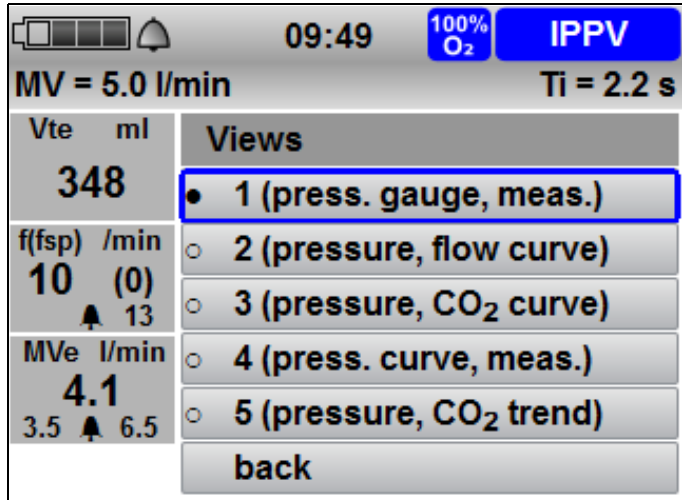 09:49 100% O₂ IPPV
MV = 5.0 l/min Ti = 2.2 s
Vte ml
348
f(fsp) /min
10 (0)
13
MVe l/min
4.1
3.5 6.5
Views
1 (press. gauge, meas.)
2 (pressure, flow curve)
3 (pressure, CO₂ curve)
4 (press. curve, meas.)
5 (pressure, CO₂ trend)
back